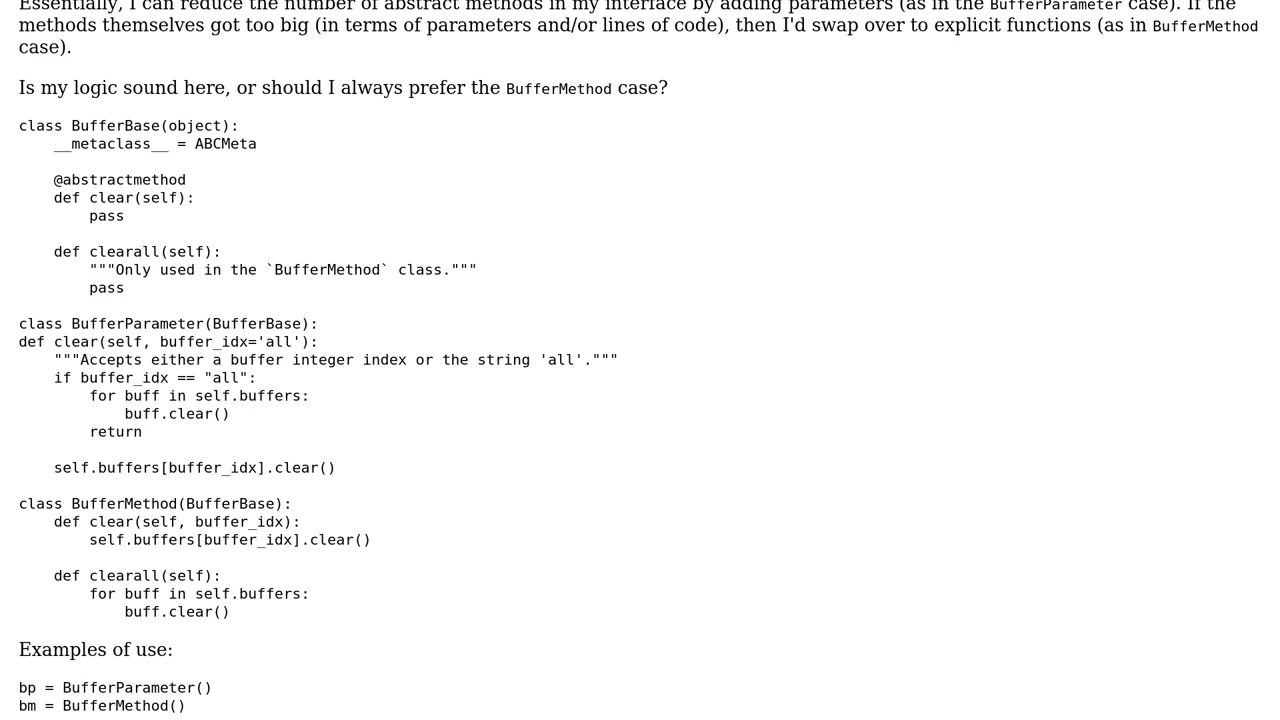 Essentially, I can reduce the number of abstract methods in my interface by adding parameters (as in the BufferParameter case). If the
methods themselves got too big (in terms of parameters and/or lines of code), then I'd swap over to explicit functions (as in BufferMethod
case).
Is my logic sound here, or should I always prefer the BufferMethod case?
class BufferBase(object):
    __metaclass__ = ABCMeta
    @abstractmethod
    def clear(self):
        pass
    def clearall(self):
        """Only used in the `BufferMethod` class."""
        pass
class BufferParameter(BufferBase):
def clear(self, buffer_idx='all'):
    """Accepts either a buffer integer index or the string 'all'."""
    if buffer_idx == "all":
        for buff in self.buffers:
            buff.clear()
        return
    self.buffers[buffer_idx].clear()
class BufferMethod(BufferBase):
    def clear(self, buffer_idx):
        self.buffers[buffer_idx].clear()
    def clearall(self):
        for buff in self.buffers:
            buff.clear()
Examples of use:
bp = BufferParameter()
bm = BufferMethod()